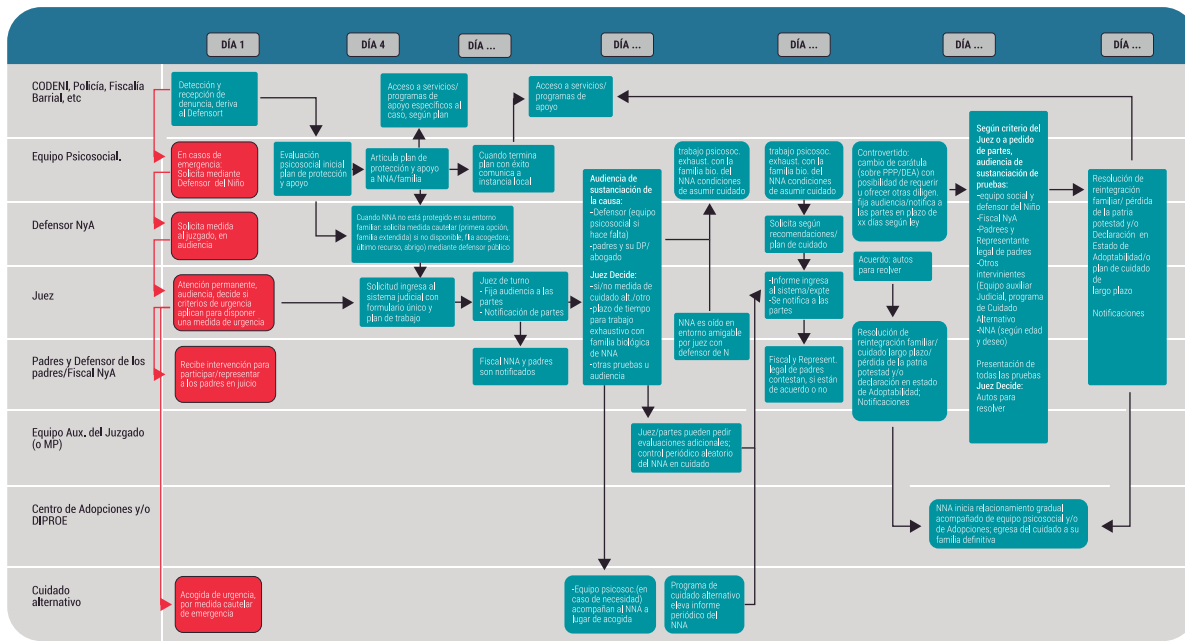 DÍA 1
DÍA 4
DÍA ...
DÍA ...
DÍA ...
DÍA ...
DÍA ...
CODENI, Policía, Fiscalía
Barrial, etc
Detección y
recepción de
denuncia, deriva
al Defensort
Acceso a servicios/
programas de
apoyo específicos al
caso, según plan
Acceso a servicios/
programas de
apoyo
Equipo Psicosocial.
En casos de
emergencia:
Solicita mediante
Defensor del Niño
Evaluación
psicosocial inicial
plan de protección
y apoyo
Articula plan de
protección y apoyo
a NNA/familia
Cuando termina
plan con éxito
comunica a
instancia local
trabajo psicosoc.
exhaust. con la
familia bio. del
NNA condiciones
de asumir cuidado
trabajo psicosoc.
exhaust. con la
familia bio. del
NNA condiciones
de asumir cuidado
Controvertido:
cambio de carátula
(sobre PPP/DEA) con
posibilidad de requerir
u ofrecer otras diligen.
fija audiencia/notifica a
las partes en plazo de
xx días según ley
Según criterio del
Juez o a pedido de
partes,
audiencia de
sustanciación de
pruebas:
-equipo social y
defensor del Niño
-Fiscal NyA
-Padrees y
Representante
legal de padres
-Otros
intervinientes
(Equipo auxiliar
Judicial, programa
de Cuidado
Alternativo)
-NNA (según edad
y deseo)
Presentación de
todas las pruebas
Juez Decide:
Autos para
resolver
Resolución de
reintegración
familiar/ pérdida
de la patria
potestad y/o
Declaración en
Estado de
Adoptabilidad/o
plan de cuidado
de
largo plazo
Notificaciones
Audiencia de
sustanciación de
la causa:
-Defensor (equipo
psicosocial si
hace falta)
-padres y su DP/
abogado
Juez Decide:
-si/no medida de
cuidado alt./otro
-plazo de tiempo
para trabajo
exhaustivo con
familia biológica
de NNA
-otras pruebas u
audiencia
Defensor NyA
Solicita medida
al juzgado, en
audiencia
Cuando NNA no está protegido en su entorno
familiar: solicita medida cautelar (primera opción,
familia extendida) si no disponible, flia acogedora,
último recurso, abrigo) mediante defensor público
Solicita según
recomendaciones/
plan de cuidado
Acuerdo: autos
para reolver
Juez
Atención permanente,
audiencia, decide si
criterios de urgencia
aplican para disponer
una medida de urgencia
Solicitud ingresa al
sistema judicial con
formulario único y
plan de trabajo
Juez de turno
- Fija audiencia a las
partes
- Notificación de partes
NNA es oído en
entorno amigable
por juez con
defensor de N
-Informe ingresa
al sistema/expte
-Se notifica a las
partes
Resolución de
reintegración familiar/
cuidado largo plazo/
pérdida de la patria
potestad y/o
declaración en estado
de Adoptabilidad;
Notificaciones
Padres y Defensor de los
padres/Fiscal NyA
Recibe intervención para
participar/representar
a los padres en juicio
Fiscal NNA y padres
son notificados
Fiscal y Represent.
legal de padres
contestan, si están
de acuerdo o no
Equipo Aux. del Juzgado
(o MP)
Juez/partes pueden pedir
evaluaciones adicionales;
control periódico aleatorio
del NNA en cuidado
Centro de Adopciones y/o
DIPROE
NNA inicia relacionamiento gradual
acompañado de equipo psicosocial y/o
de Adopciones; egresa del cuidado a su
familia definitiva
Cuidado
alternativo
Acogida de urgencia,
por medida cautelar
de emergencia
-Equipo psicosoc.(en
caso de necesidad)
acompañan al NNA a
lugar de acogida
Programa de
cuidado alternativo
eleva informe
periódico del
NNA